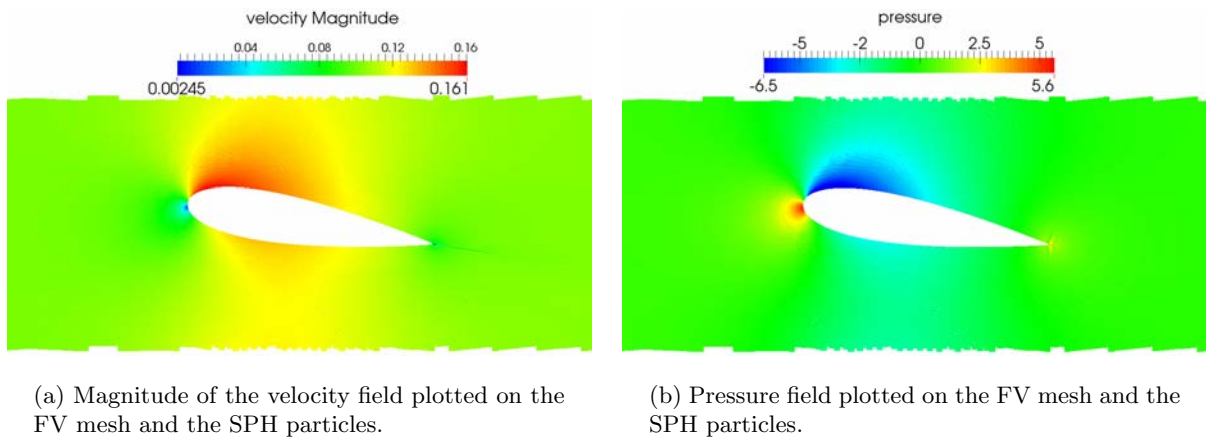 velocity Magnitude
0.04 0.08 0.12 0.16
0.00245 0.161
pressure
-5 -2 0 2.5 5
-6.5 5.6
(a) Magnitude of the velocity field plotted on the
FV mesh and the SPH particles.
(b) Pressure field plotted on the FV mesh and the
SPH particles.